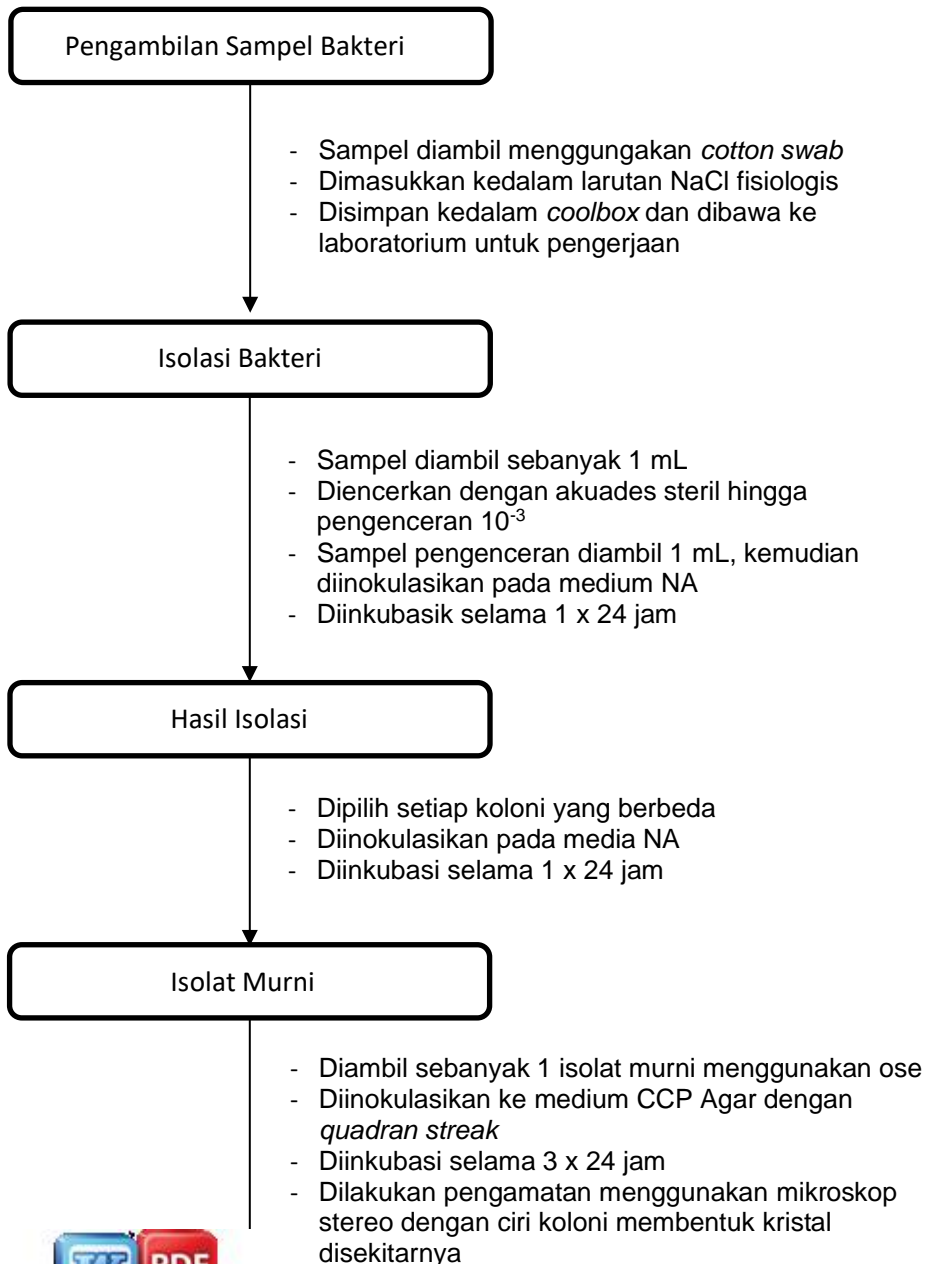 Pengambilan Sampel Bakteri
- Sampel diambil menggungakan cotton swab
- Dimasukkan kedalam larutan NaCl fisiologis
- Disimpan kedalam coolbox dan dibawa ke
laboratorium untuk pengerjaan
Isolasi Bakteri
- Sampel diambil sebanyak 1 mL
- Diencerkan dengan akuades steril hingga
pengenceran 10⁻³
- Sampel pengenceran diambil 1 mL, kemudian
diinokulasikan pada medium NA
- Diinkubasik selama 1 x 24 jam
Hasil Isolasi
- Dipilih setiap koloni yang berbeda
- Diinokulasikan pada media NA
- Diinkubasi selama 1 x 24 jam
Isolat Murni
- Diambil sebanyak 1 isolat murni menggunakan ose
- Diinokulasikan ke medium CCP Agar dengan
quadran streak
- Diinkubasi selama 3 x 24 jam
- Dilakukan pengamatan menggunakan mikroskop
stereo dengan ciri koloni membentuk kristal
disekitarnya
PDF